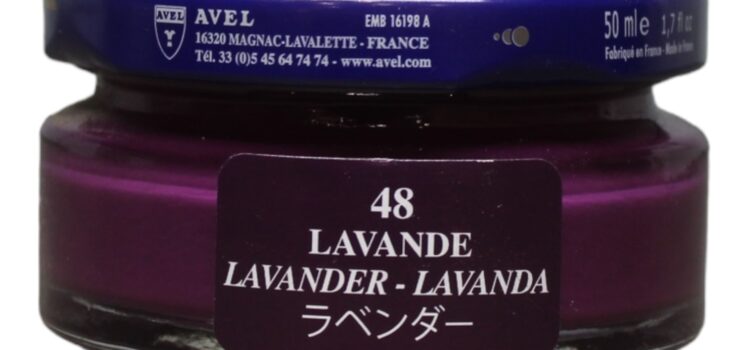 AVEL
AVEL
EMB 16198 A
16320 MAGNAC-LAVALETTE - FRANCE
Tél. 33 (0)5 45 64 74 74 - www.avel.com
50 ml e 1,7 fl oz
Fabriqué en France - Made in France
48
LAVANDE
LAVANDER - LAVANDA
ラベンダー